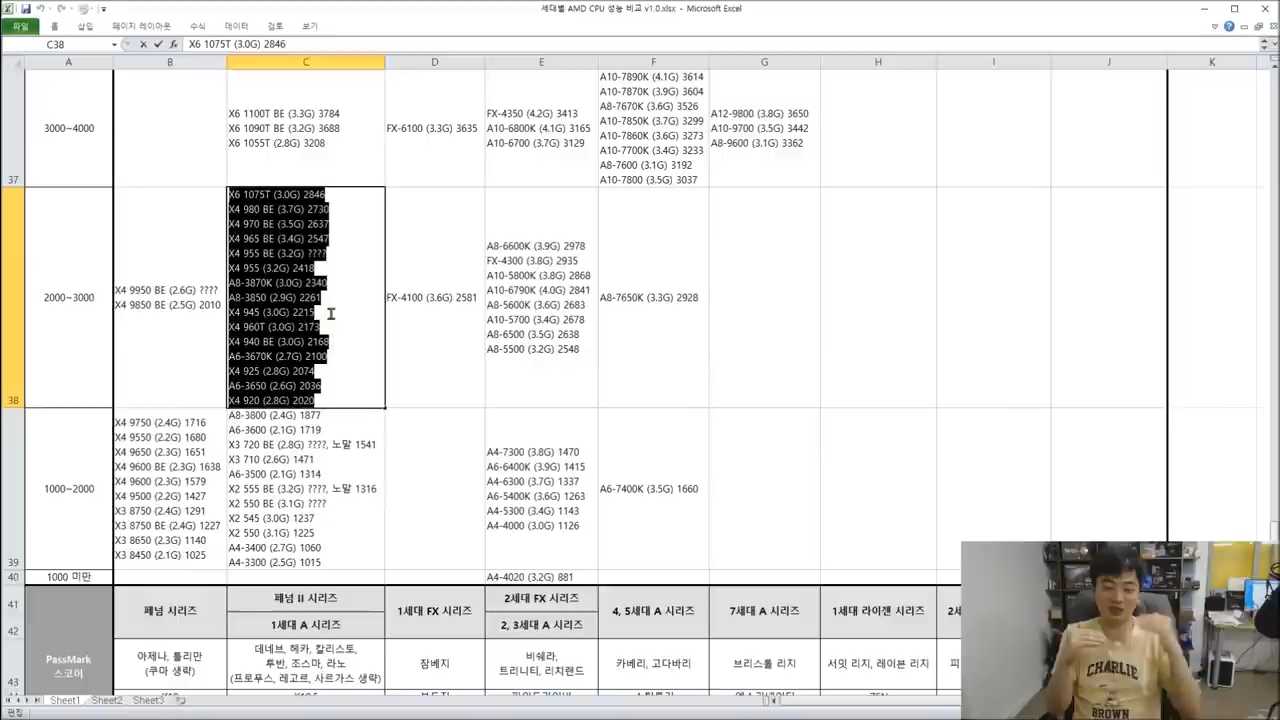 세대별 AMD CPU 성능 비교 v1.0.xlsx - Microsoft Excel
파일 홈 삽입 페이지 레이아웃 수식 데이터 검토 보기
C38 X6 1075T (3.0G) 2846
A B C D E F G H I J K
37
3000~4000
X6 1100T BE (3.3G) 3784
X6 1090T BE (3.2G) 3688
X6 1055T (2.8G) 3208
FX-6100 (3.3G) 3635
FX-4350 (4.2G) 3413
A10-6800K (4.1G) 3165
A10-6700 (3.7G) 3129
A10-7890K (4.1G) 3614
A10-7870K (3.9G) 3604
A8-7670K (3.6G) 3526
A10-7850K (3.7G) 3299
A10-7860K (3.6G) 3273
A10-7700K (3.4G) 3233
A8-7600 (3.1G) 3192
A10-7800 (3.5G) 3037
A12-9800 (3.8G) 3650
A10-9700 (3.5G) 3442
A8-9600 (3.1G) 3362
38
2000~3000
X4 9950 BE (2.6G) ????
X4 9850 BE (2.5G) 2010
X6 1075T (3.0G) 2846
X4 980 BE (3.7G) 2730
X4 970 BE (3.5G) 2637
X4 965 BE (3.4G) 2547
X4 955 BE (3.2G) ????
X4 955 (3.2G) 2418
A8-3870K (3.0G) 2340
A8-3850 (2.9G) 2261
X4 945 (3.0G) 2215
X4 960T (3.0G) 2173
X4 940 BE (3.0G) 2168
A6-3670K (2.7G) 2100
X4 925 (2.8G) 2074
A6-3650 (2.6G) 2036
X4 920 (2.8G) 2020
FX-4100 (3.6G) 2581
A8-6600K (3.9G) 2978
FX-4300 (3.8G) 2935
A10-5800K (3.8G) 2868
A10-6790K (4.0G) 2841
A8-5600K (3.6G) 2683
A10-5700 (3.4G) 2678
A8-6500 (3.5G) 2638
A8-5500 (3.2G) 2548
A8-7650K (3.3G) 2928
39
1000~2000
X4 9750 (2.4G) 1716
X4 9550 (2.2G) 1680
X4 9650 (2.3G) 1651
X4 9600 BE (2.3G) 1638
X4 9600 (2.3G) 1579
X4 9500 (2.2G) 1427
X3 8750 (2.4G) 1291
X3 8750 BE (2.4G) 1227
X3 8650 (2.3G) 1140
X3 8450 (2.1G) 1025
A8-3800 (2.4G) 1877
A6-3600 (2.1G) 1719
X3 720 BE (2.8G) ????, 노말 1541
X3 710 (2.6G) 1471
A6-3500 (2.1G) 1314
X2 555 BE (3.2G) ????, 노말 1316
X2 550 BE (3.1G) ????
X2 545 (3.0G) 1237
X2 550 (3.1G) 1225
A4-3400 (2.7G) 1060
A4-3300 (2.5G) 1015
A4-7300 (3.8G) 1470
A6-6400K (3.9G) 1415
A4-6300 (3.7G) 1337
A6-5400K (3.6G) 1263
A4-5300 (3.4G) 1143
A4-4000 (3.0G) 1126
A6-7400K (3.5G) 1660
40
1000 미만
A4-4020 (3.2G) 881
41
42
43
PassMark
스코어
페넘 시리즈
페넘 II 시리즈
1세대 A 시리즈
1세대 FX 시리즈
2세대 FX 시리즈
2, 3세대 A 시리즈
4, 5세대 A 시리즈
7세대 A 시리즈
1세대 라이젠 시리즈
아제나, 톨리만
(쿠마 생략)
데네브, 헤카, 칼리스토,
투반, 조스마, 라노
(프로푸스, 레고르, 사르가스 생략)
잠베지
비쉐라,
트리니티, 리치랜드
카베리, 고다바리
브리스톨 리지
서밋 리지, 레이븐 리지
Sheet1 Sheet2 Sheet3
편집
CHARLIE
BROWN